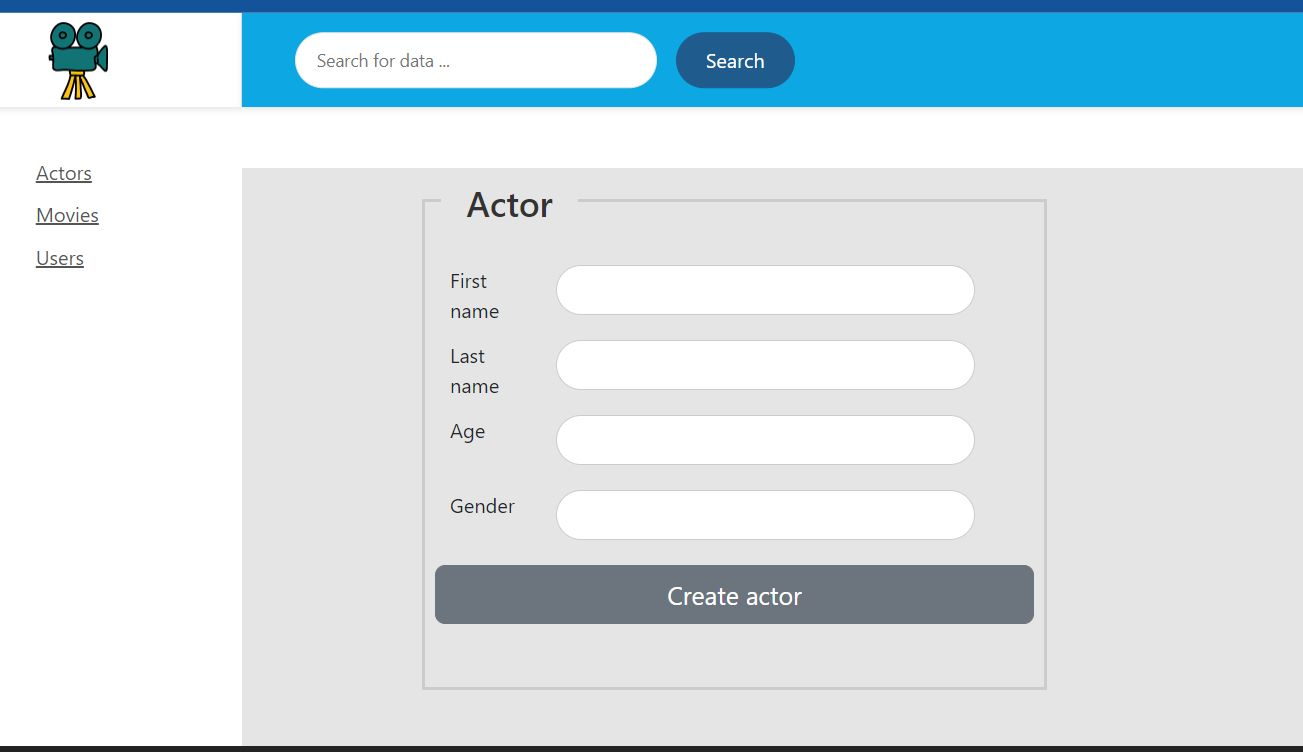 Search for data ...
Search
Actors
Movies
Users
Actor
First
name
Last
name
Age
Gender
Create actor